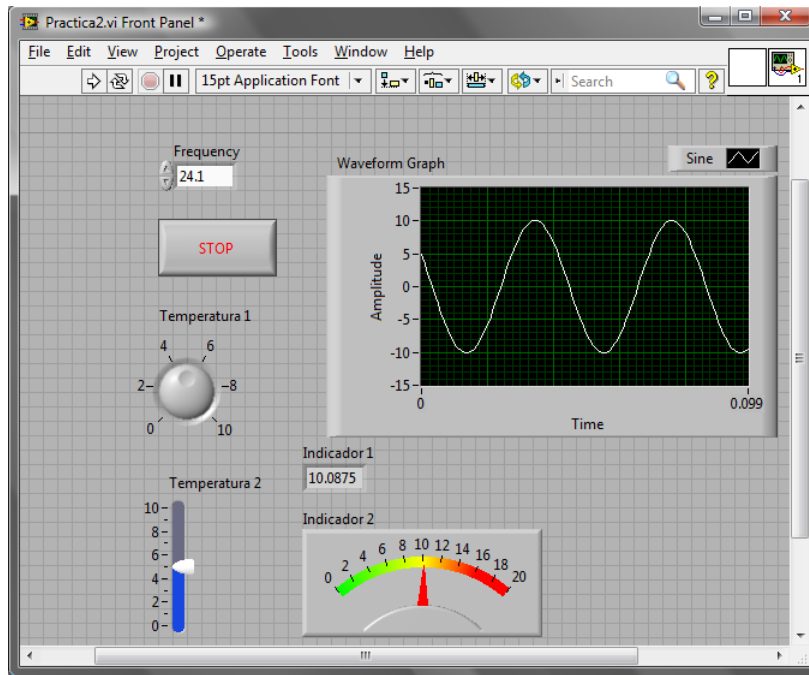 Practica2.vi Front Panel *
File Edit View Project Operate Tools Window Help
15pt Application Font
Search
?
1
Frequency
24.1
STOP
Waveform Graph
Sine
Amplitude
15
10
5
0
-5
-10
-15
0
0.099
Time
Temperatura 1
0
2
4
6
8
10
Temperatura 2
10
8
6
4
2
0
Indicador 1
10.0875
Indicador 2
0 2 4 6 8 10 12 14 16 18 20